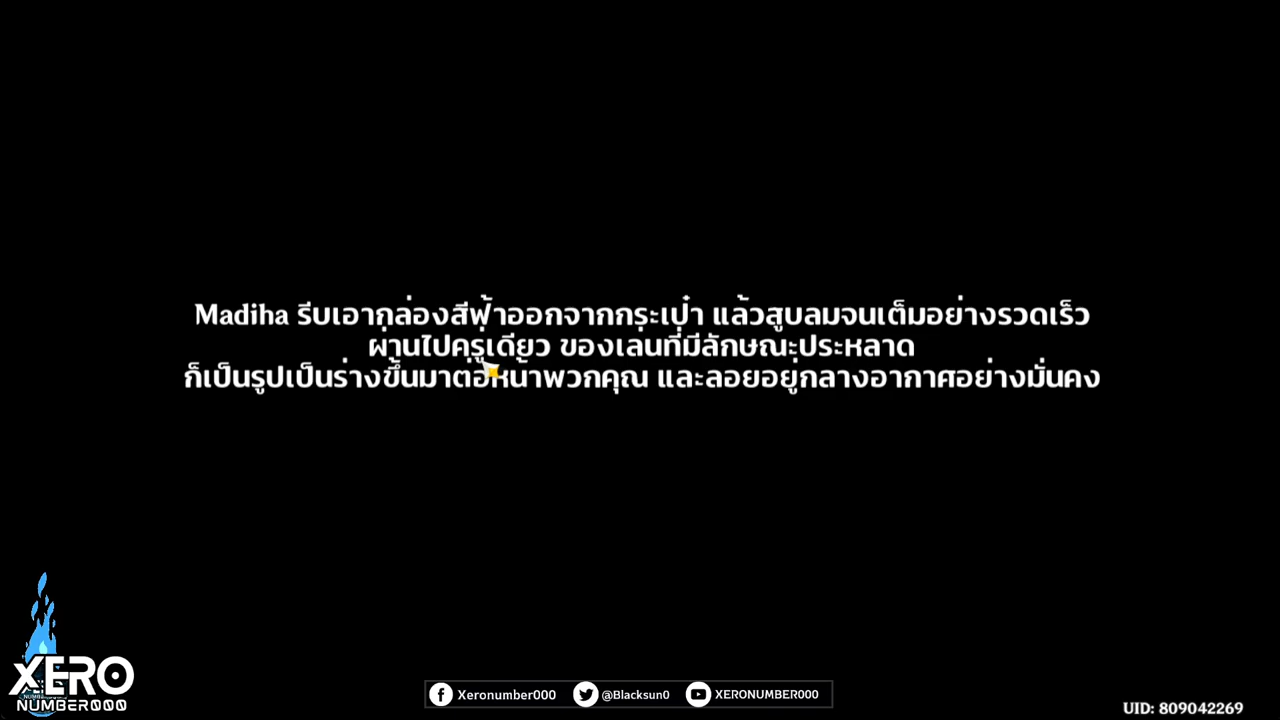 Madiha รีบเอากล่องสีฟ้าออกจากกระเป๋า แล้วสูบลมจนเต็มอย่างรวดเร็ว
ผ่านไปครู่เดียว ของเล่นที่มีลักษณะประหลาด
ก็เป็นรูปเป็นร่างขึ้นมาต่อหน้าพวกคุณ และลอยอยู่กลางอากาศอย่างมั่นคง
XERO
NUMBER000
Xeronumber000
@Blacksun0
XERONUMBER000
UID: 809042269